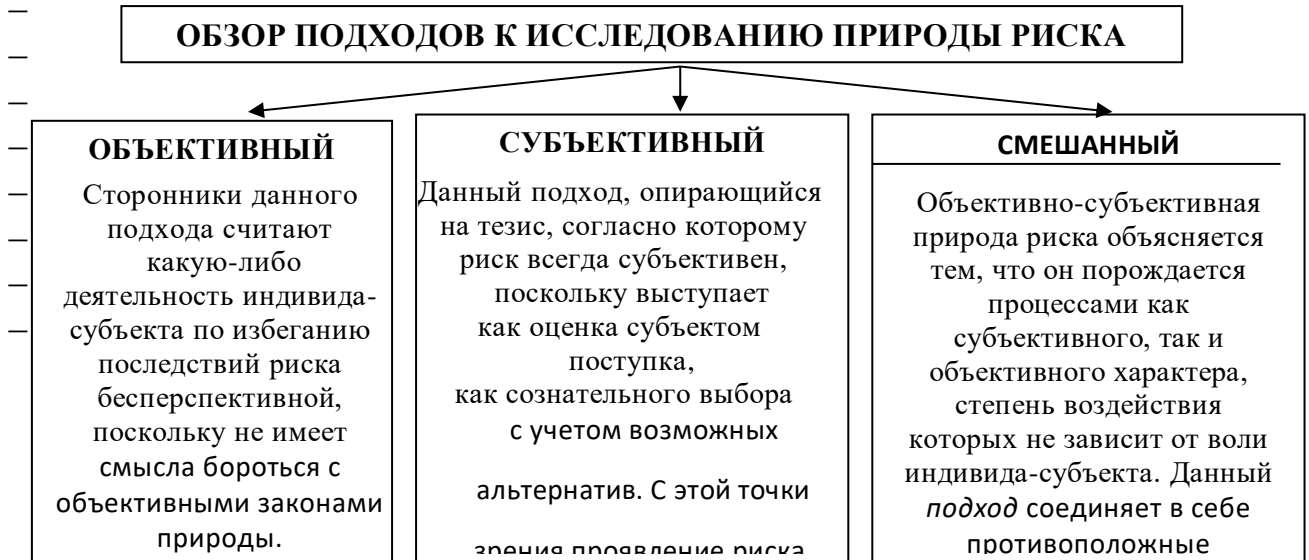 ОБЗОР ПОДХОДОВ К ИССЛЕДОВАНИЮ ПРИРОДЫ РИСКА
ОБЪЕКТИВНЫЙ
Сторонники данного
подхода считают
какую-либо
деятельность индивида-
субъекта по избеганию
последствий риска
бесперспективной,
поскольку не имеет
смысла бороться с
объективными законами
природы.
СУБЪЕКТИВНЫЙ
Данный подход, опирающийся
на тезис, согласно которому
риск всегда субъективен,
поскольку выступает
как оценка субъектом
поступка,
как сознательного выбора
с учетом возможных
альтернатив. С этой точки
зрения проявление риска
СМЕШАННЫЙ
Объективно-субъективная
природа риска объясняется
тем, что он порождается
процессами как
субъективного, так и
объективного характера,
степень воздействия
которых не зависит от воли
индивида-субъекта. Данный
подход соединяет в себе
противоположные